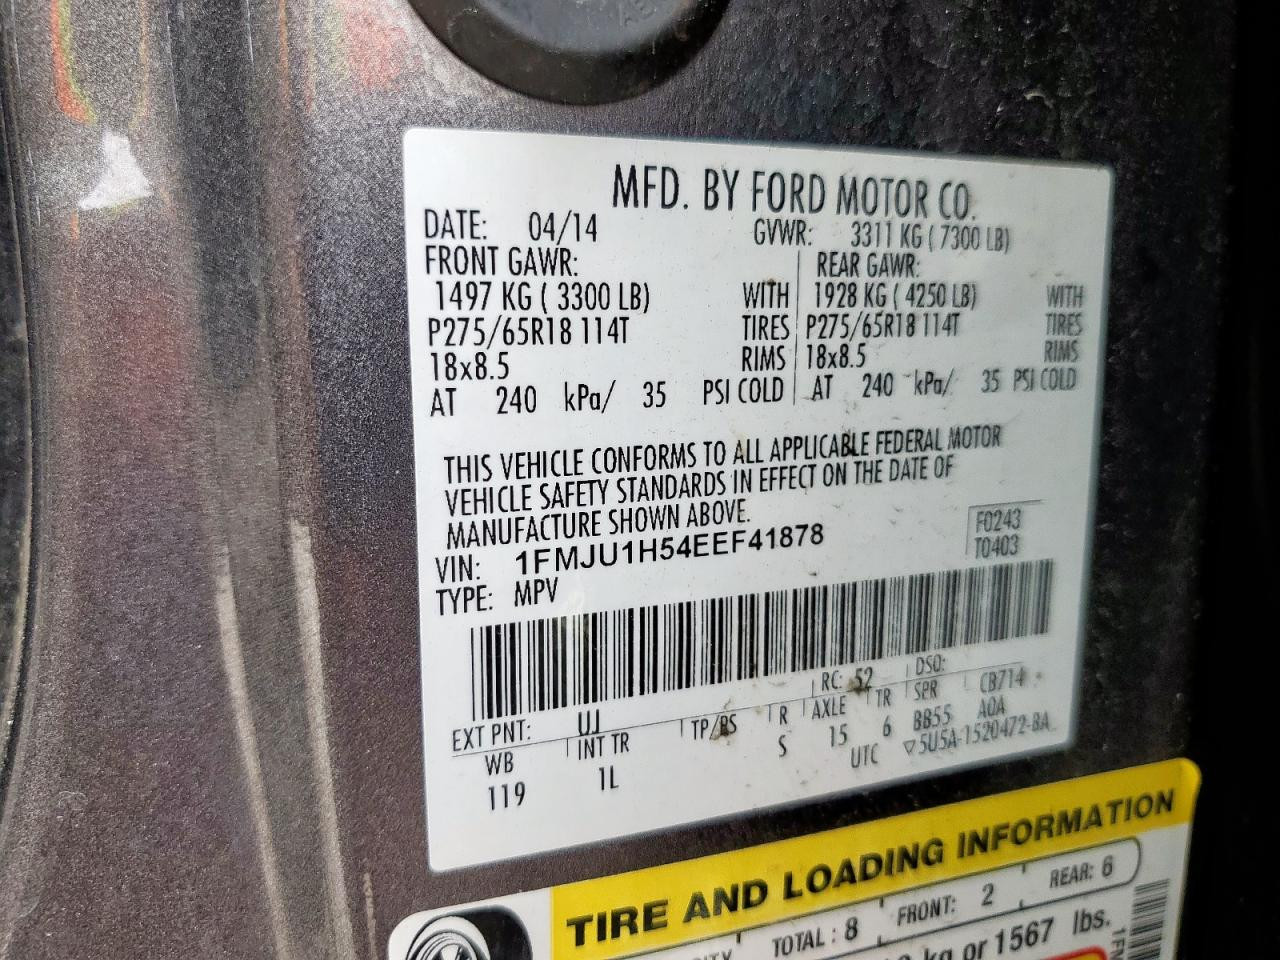 MFD. BY FORD MOTOR CO.
DATE: 04/14 GVWR: 3311 KG ( 7300 LB)
FRONT GAWR: REAR GAWR:
1497 KG ( 3300 LB) WITH 1928 KG ( 4250 LB) WITH
P275/65R18 114T TIRES P275/65R18 114T TIRES
18x8.5 RIMS 18x8.5 RIMS
AT 240 kPa/ 35 PSI COLD AT 240 kPa/ 35 PSI COLD
THIS VEHICLE CONFORMS TO ALL APPLICABLE FEDERAL MOTOR
VEHICLE SAFETY STANDARDS IN EFFECT ON THE DATE OF
MANUFACTURE SHOWN ABOVE.
F0243
VIN: 1FMJU1H54EEF41878
T0403
TYPE: MPV
EXT PNT: UJ RC: 52 DSO:
WB INT TR TP/BS R AXLE TR SPR CB714
119 1L S 15 6 BB55 AOA
UTC ▽5U5A-1520472-BA
TIRE AND LOADING INFORMATION
TOTAL : 8 FRONT: 2 REAR: 6
kg or 1567 lbs.